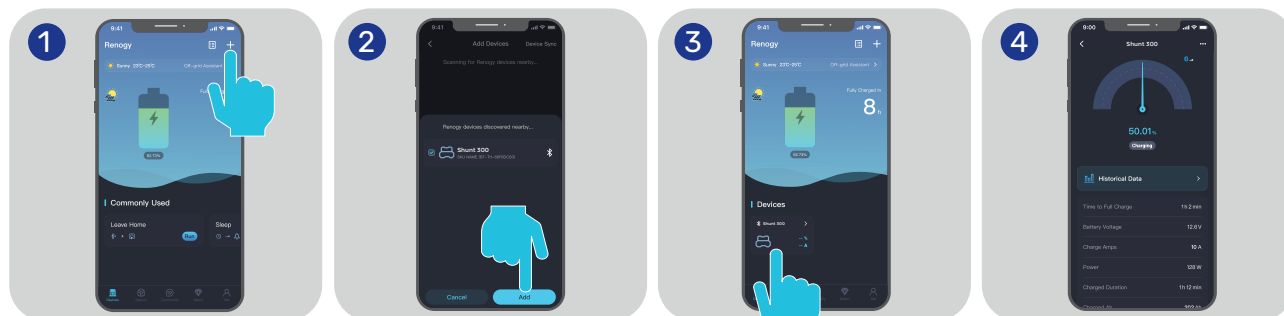 1
9:41
Renogy
Sunny 23°C-25°C Off-grid Assistant
Commonly Used
Leave Home
Run
Sleep
Devices
2
9:41
Add Devices
Device Sync
Scanning for Renogy devices nearby...
Renogy devices discovered nearby...
Shunt 300
Cancel
Add
3
9:41
Renogy
Sunny 23°C-25°C Off-grid Assistant
Fully Charged in
8 h
Devices
Shunt 300
-- %
-- A
4
9:00
Shunt 300
50.01%
Charging
Historical Data
Time to Full Charge 1 h 2 min
Battery Voltage 12.8 V
Charge Amps 10 A
Power 128 W
Charged Duration 1 h 12 min